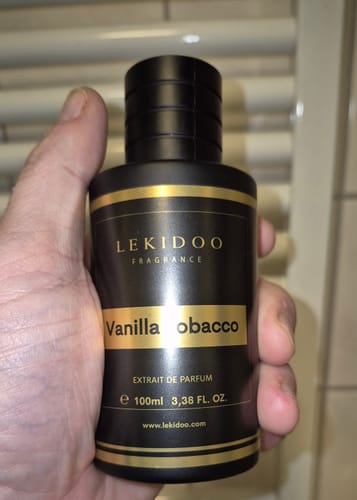 LEKIDOO
FRAGRANCE
Vanilla Tobacco
EXTRAIT DE PARFUM
℮ 100ml 3,38 FL. OZ.
www.lekidoo.com